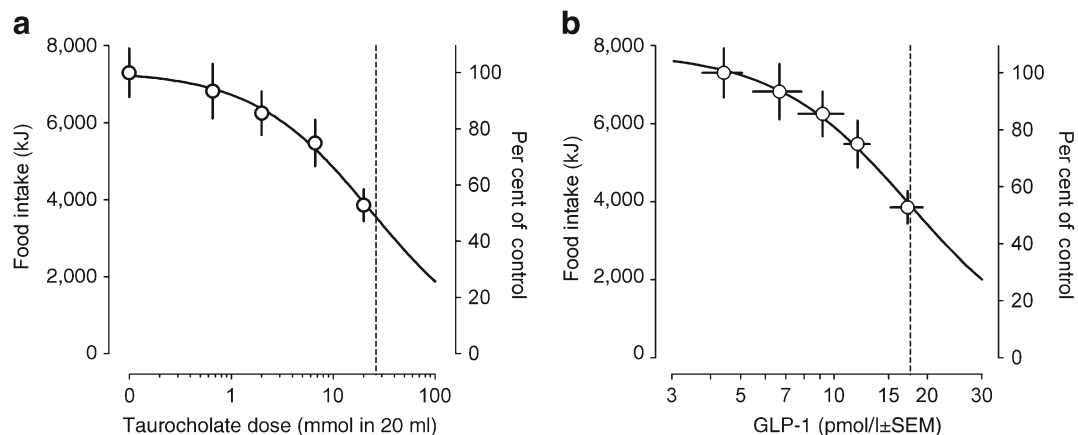 a
8,000
6,000
4,000
2,000
0
Food intake (kJ)
100
80
60
40
20
0
Per cent of control
0 1 10 100
Taurocholate dose (mmol in 20 ml)
b
8,000
6,000
4,000
2,000
0
Food intake (kJ)
100
80
60
40
20
0
Per cent of control
3 5 7 10 15 20 30
GLP-1 (pmol/l±SEM)